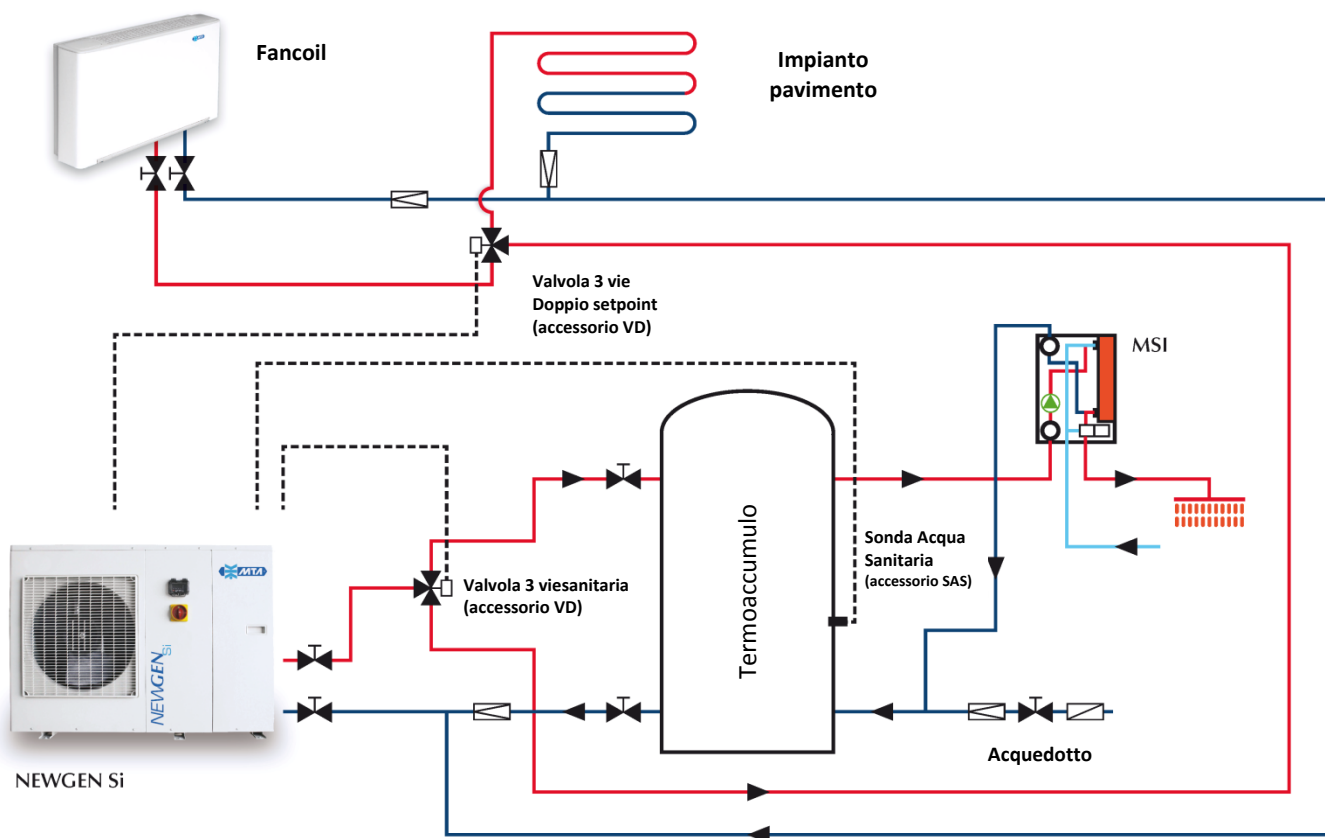 Fancoil
Impianto
pavimento
Valvola 3 vie
Doppio setpoint
(accessorio VD)
MSI
Termoaccumulo
Sonda Acqua
Sanitaria
(accessorio SAS)
Valvola 3 viesanitaria
(accessorio VD)
MTA
NEWGEN Si
Acquedotto
NEWGEN Si